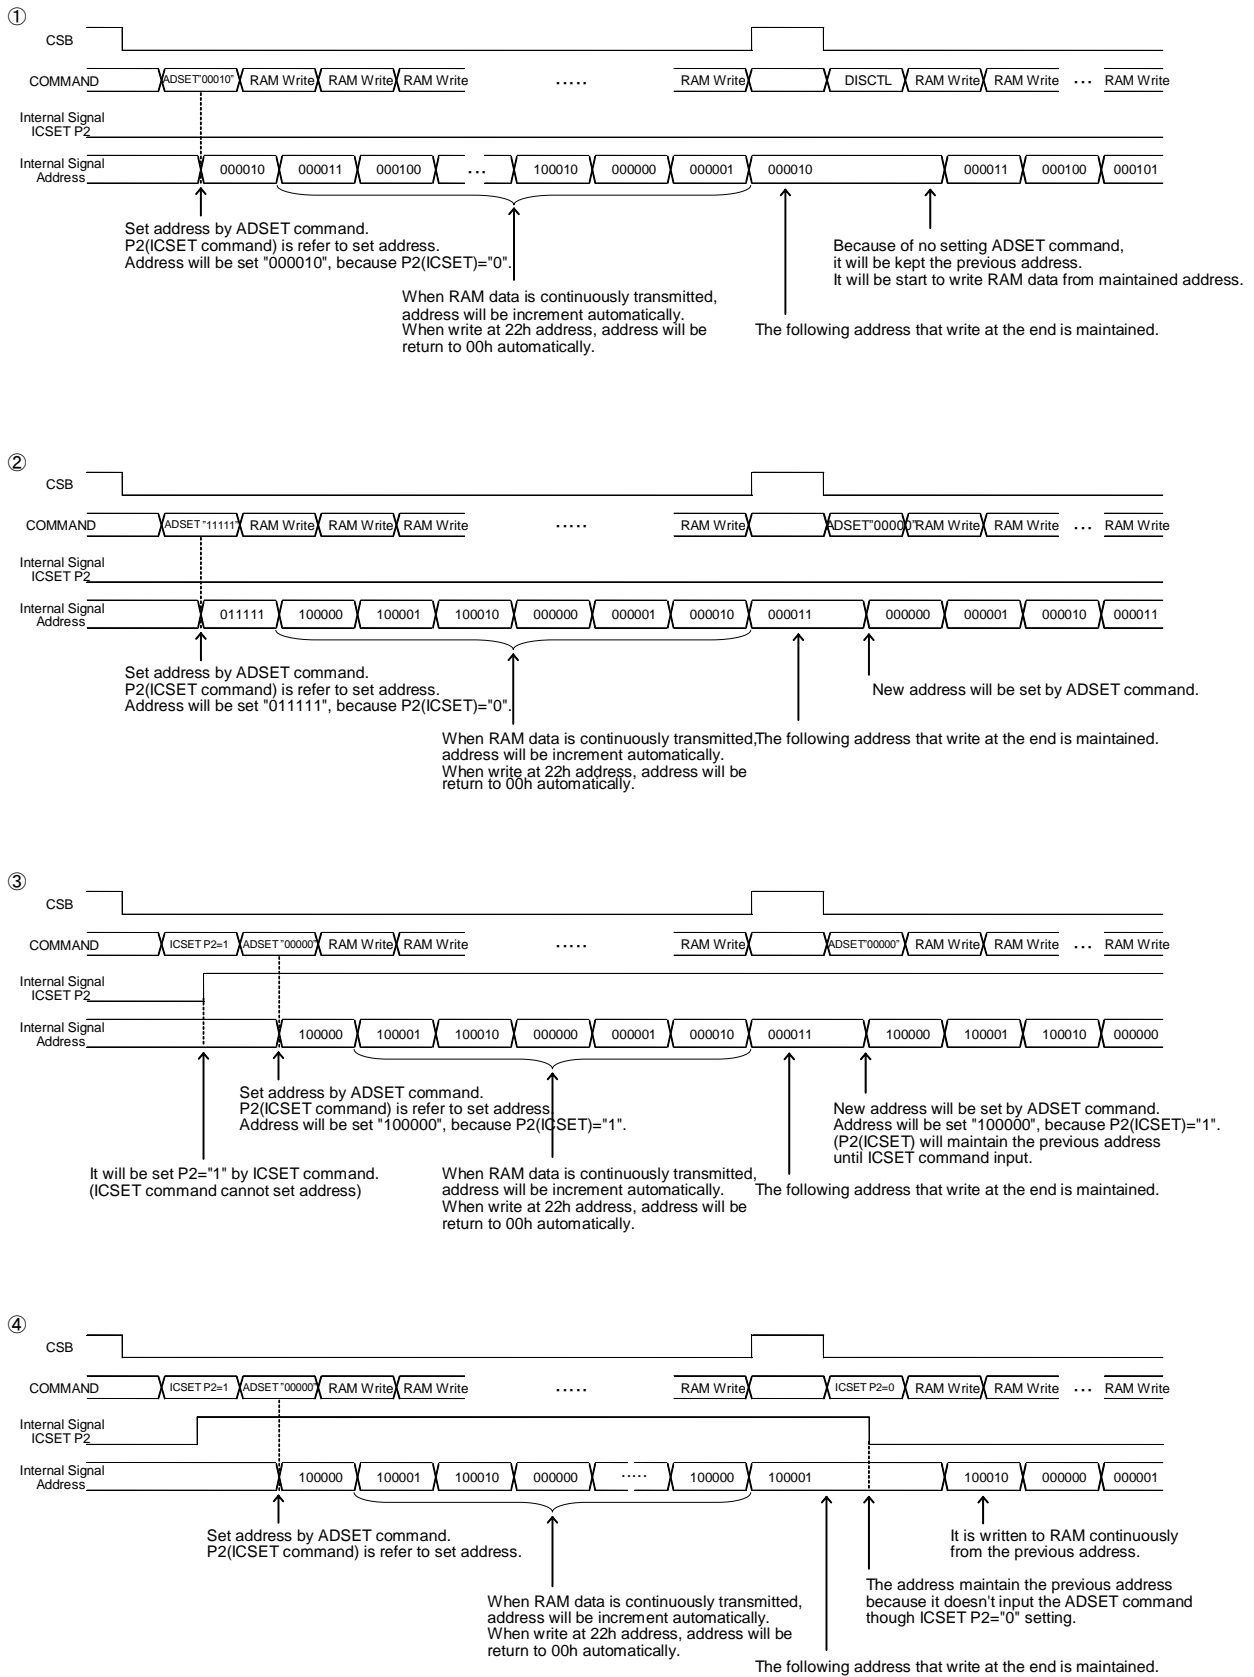 ①
CSB
COMMAND ADSET"00010" RAM Write RAM Write RAM Write ..... RAM Write DISCTL RAM Write RAM Write ... RAM Write
Internal Signal
ICSET P2
Internal Signal
Address 000010 000011 000100 ... 100010 000000 000001 000010 000011 000100 000101
Set address by ADSET command.
P2(ICSET command) is refer to set address.
Address will be set "000010", because P2(ICSET)="0".
When RAM data is continuously transmitted,
address will be increment automatically.
When write at 22h address, address will be
return to 00h automatically.
Because of no setting ADSET command,
it will be kept the previous address.
It will be start to write RAM data from maintained address.
The following address that write at the end is maintained.
②
CSB
COMMAND ADSET"11111" RAM Write RAM Write RAM Write ..... RAM Write ADSET"00000" RAM Write RAM Write ... RAM Write
Internal Signal
ICSET P2
Internal Signal
Address 011111 100000 100001 100010 000000 000001 000010 000011 000000 000001 000010 000011
Set address by ADSET command.
P2(ICSET command) is refer to set address.
Address will be set "011111", because P2(ICSET)="0".
New address will be set by ADSET command.
When RAM data is continuously transmitted,
address will be increment automatically.
When write at 22h address, address will be
return to 00h automatically.
The following address that write at the end is maintained.
③
CSB
COMMAND ICSET P2=1 ADSET"00000" RAM Write RAM Write ..... RAM Write ADSET"00000" RAM Write RAM Write ... RAM Write
Internal Signal
ICSET P2
Internal Signal
Address 100000 100001 100010 000000 000001 000010 000011 100000 100001 100010 000000
Set address by ADSET command.
P2(ICSET command) is refer to set address.
Address will be set "100000", because P2(ICSET)="1".
New address will be set by ADSET command.
Address will be set "100000", because P2(ICSET)="1".
(P2(ICSET) will maintain the previous address
until ICSET command input.
It will be set P2="1" by ICSET command.
(ICSET command cannot set address)
When RAM data is continuously transmitted,
address will be increment automatically.
When write at 22h address, address will be
return to 00h automatically.
The following address that write at the end is maintained.
④
CSB
COMMAND ICSET P2=1 ADSET"00000" RAM Write RAM Write ..... RAM Write ICSET P2=0 RAM Write RAM Write ... RAM Write
Internal Signal
ICSET P2
Internal Signal
Address 100000 100001 100010 000000 ..... 100000 100001 100010 000000 000001
Set address by ADSET command.
P2(ICSET command) is refer to set address.
It is written to RAM continuously
from the previous address.
When RAM data is continuously transmitted,
address will be increment automatically.
When write at 22h address, address will be
return to 00h automatically.
The address maintain the previous address
because it doesn't input the ADSET command
though ICSET P2="0" setting.
The following address that write at the end is maintained.